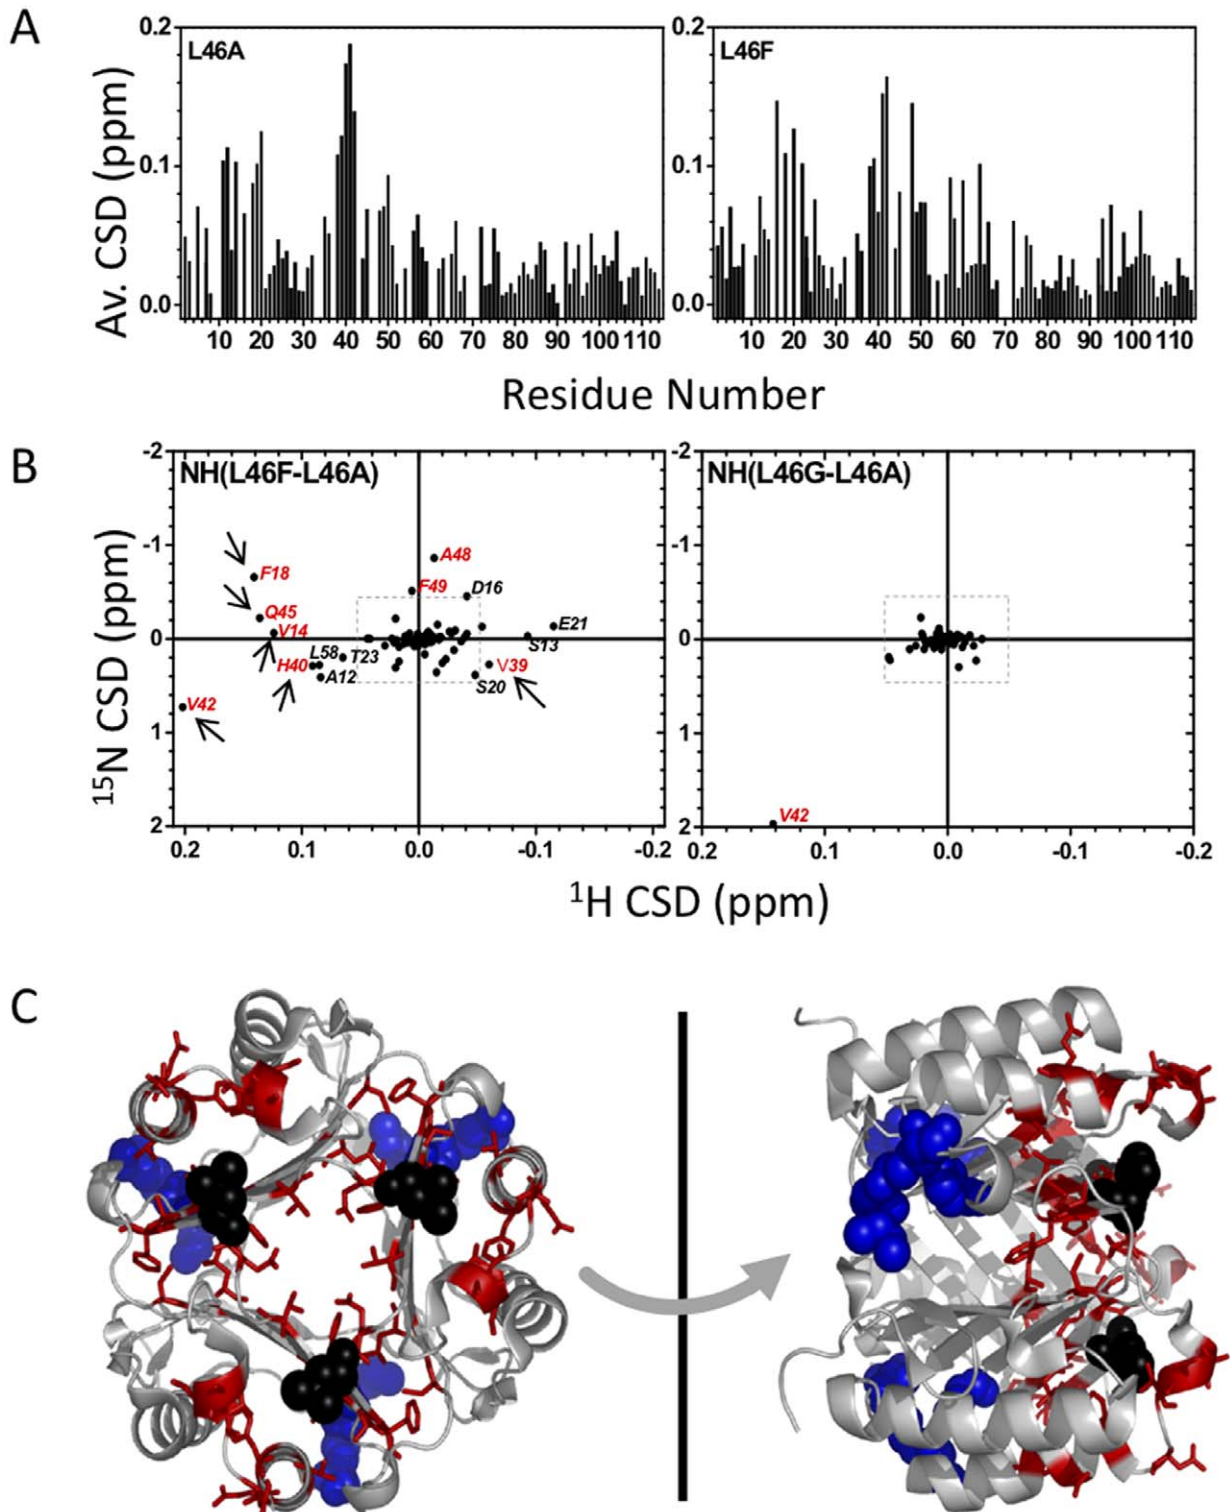 A
L46A
L46F
0.2
0.2
0.1
0.1
0.0
0.0
Av. CSD (ppm)
10 20 30 40 50 60 70 80 90 100 110
10 20 30 40 50 60 70 80 90 100 110
Residue Number
B
NH(L46F-L46A)
NH(L46G-L46A)
-2
-2
-1
-1
0
0
1
1
2
2
15N CSD (ppm)
A48
F18
F49
D16
Q45
V14
E21
S13
L58
T23
H40
A12
V39
S20
V42
V42
0.2 0.1 0.0 -0.1 -0.2
0.2 0.1 0.0 -0.1 -0.2
1H CSD (ppm)
C